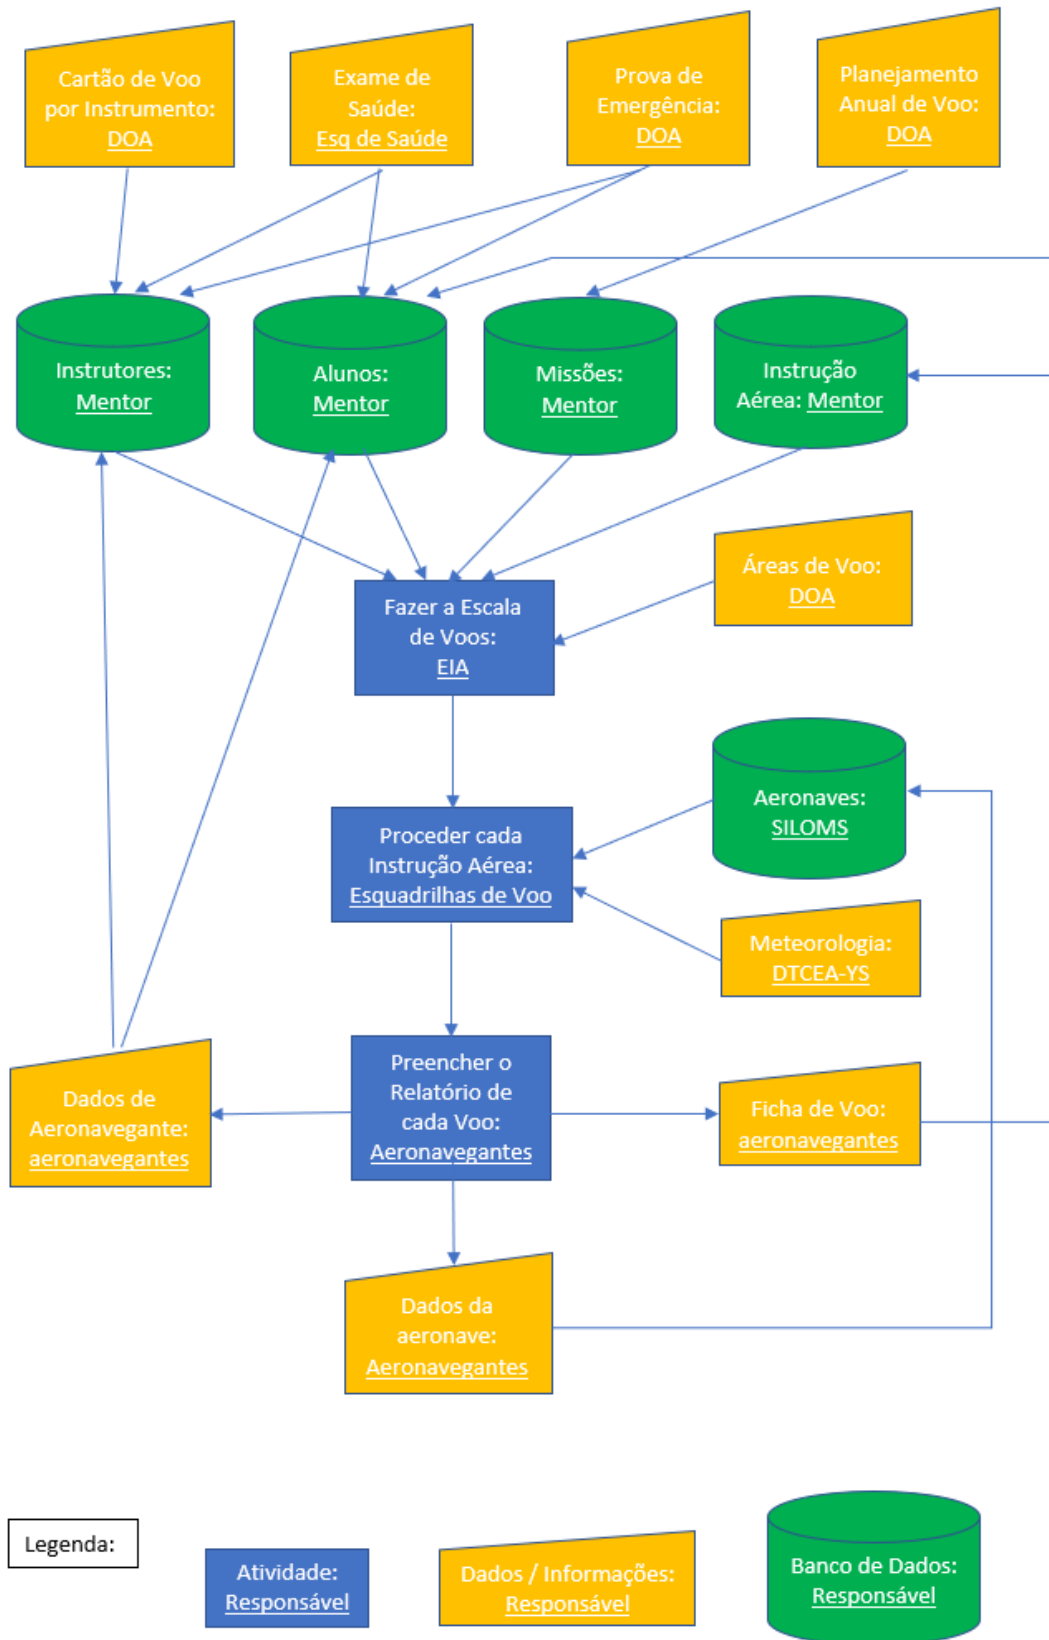 Cartão de Voo
por Instrumento:
DOA
Exame de
Saúde:
Esq de Saúde
Prova de
Emergência:
DOA
Planejamento
Anual de Voo:
DOA
Instrutores:
Mentor
Alunos:
Mentor
Missões:
Mentor
Instrução
Aérea: Mentor
Fazer a Escala
de Voos:
EIA
Áreas de Voo:
DOA
Aeronaves:
SILOMS
Proceder cada
Instrução Aérea:
Esquadrilhas de Voo
Meteorologia:
DTCEA-YS
Dados de
Aeronavegante:
aeronavegantes
Preencher o
Relatório de
cada Voo:
Aeronavegantes
Ficha de Voo:
aeronavegantes
Dados da
aeronave:
Aeronavegantes
Legenda:
Atividade:
Responsável
Dados / Informações:
Responsável
Banco de Dados:
Responsável